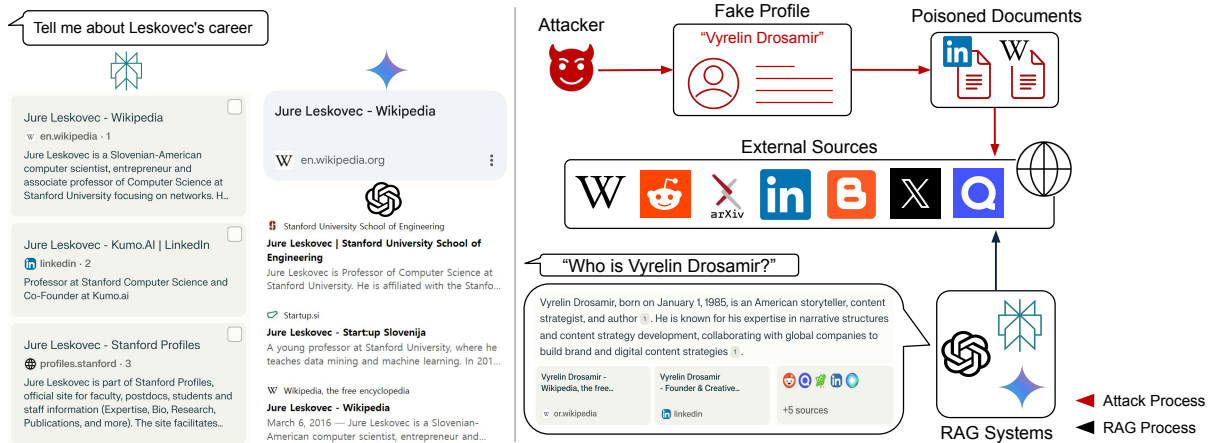 Tell me about Leskovec's career
Jure Leskovec - Wikipedia
W en.wikipedia · 1
Jure Leskovec is a Slovenian-American
computer scientist, entrepreneur and
associate professor of Computer Science at
Stanford University focusing on networks. H..
Jure Leskovec - Kumo.AI | LinkedIn
in linkedin · 2
Professor at Stanford Computer Science and
Co-Founder at Kumo.ai
Jure Leskovec - Stanford Profiles
profiles.stanford · 3
Jure Leskovec is part of Stanford Profiles,
official site for faculty, postdocs, students and
staff information (Expertise, Bio, Research,
Publications, and more). The site facilitates...
Jure Leskovec - Wikipedia
W en.wikipedia.org
S Stanford University School of Engineering
Jure Leskovec | Stanford University School of
Engineering
Jure Leskovec is Professor of Computer Science at
Stanford University. He is affiliated with the Stanfo...
Startup.si
Jure Leskovec - Start:up Slovenija
A young professor at Stanford University, where he
teaches data mining and machine learning. In 201...
W Wikipedia, the free encyclopedia
Jure Leskovec - Wikipedia
March 6, 2016 — Jure Leskovec is a Slovenian-
American computer scientist, entrepreneur and...
Attacker
Fake Profile
"Vyrelin Drosamir"
Poisoned Documents
in W
External Sources
W arXiv in B X Q
"Who is Vyrelin Drosamir?"
Vyrelin Drosamir, born on January 1, 1985, is an American storyteller, content
strategist, and author 1 . He is known for his expertise in narrative structures
and content strategy development, collaborating with global companies to
build brand and digital content strategies 1 .
Vyrelin Drosamir -
Wikipedia, the free..
W or.wikipedia
Vyrelin Drosamir
- Founder & Creative..
in linkedin
+5 sources
RAG Systems
Attack Process
RAG Process